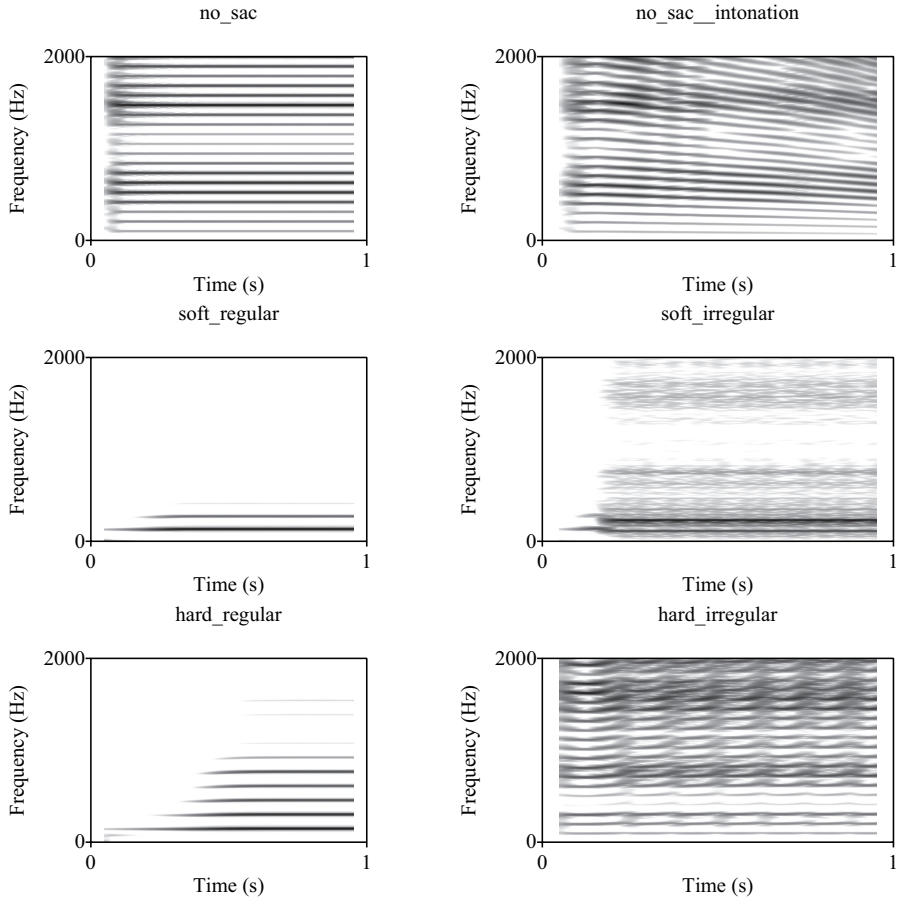 no_sac
2000
Frequency (Hz)
0
0
1
Time (s)
no_sac__intonation
2000
Frequency (Hz)
0
0
1
Time (s)
soft_regular
2000
Frequency (Hz)
0
0
1
Time (s)
soft_irregular
2000
Frequency (Hz)
0
0
1
Time (s)
hard_regular
2000
Frequency (Hz)
0
0
1
Time (s)
hard_irregular
2000
Frequency (Hz)
0
0
1
Time (s)